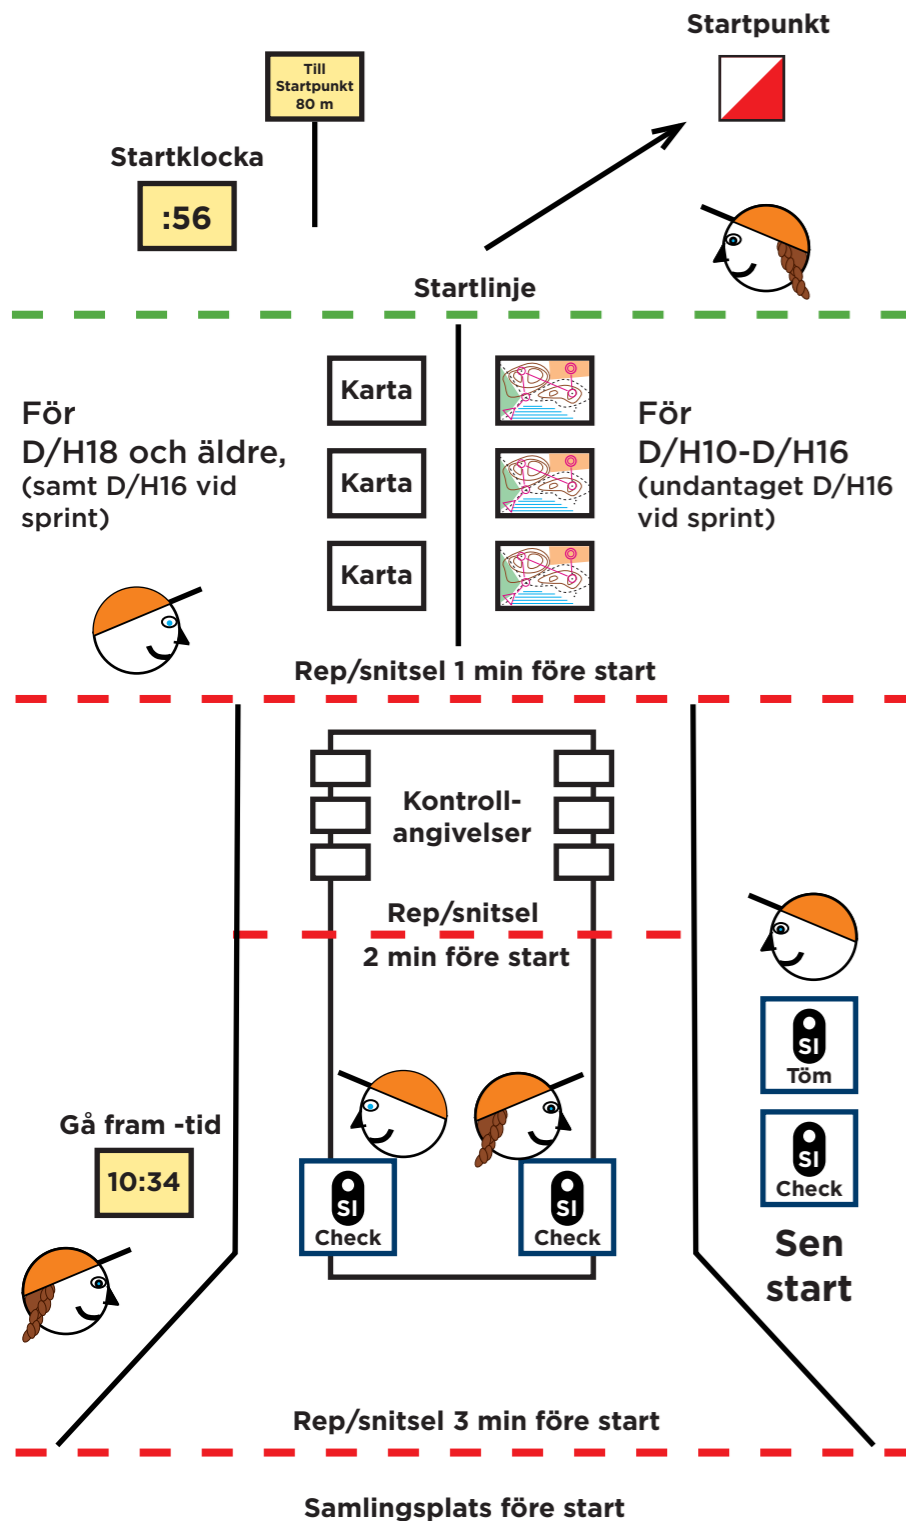 Startpunkt
Till
Startpunkt
80 m
Startklocka
:56
Startlinje
För
D/H18 och äldre,
(samt D/H16 vid
sprint)
Karta
Karta
Karta
För
D/H10-D/H16
(undantaget D/H16
vid sprint)
Rep/snitsel 1 min före start
Kontroll-
angivelser
Rep/snitsel
2 min före start
SI
Töm
SI
Check
Sen
start
Gå fram -tid
10:34
SI
Check
SI
Check
Rep/snitsel 3 min före start
Samlingsplats före start